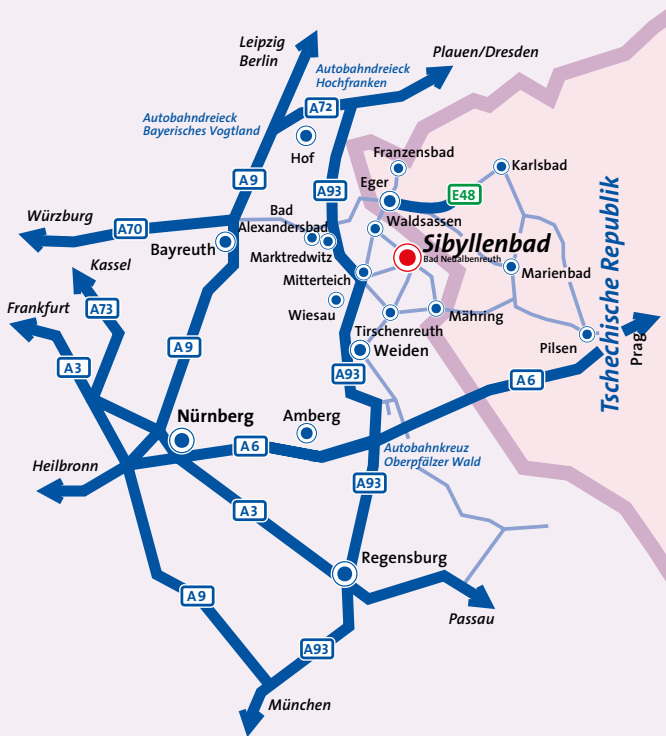 Leipzig
Berlin
Autobahndreieck
Hochfranken
Plauen/Dresden
A72
Autobahndreieck
Bayerisches Vogtland
Hof
Franzensbad
Karlsbad
A9
A93
Eger
E48
Würzburg
A70
Bad
Alexandersbad
Waldsassen
Bayreuth
Marktredwitz
Sibyllenbad
Bad Neualbenreuth
Kassel
Mitterteich
Marienbad
Tschechische Republik
Frankfurt
A73
Wiesau
Tirschenreuth
Mähring
A3
A9
Weiden
Pilsen
Prag
A93
A6
Nürnberg
Amberg
A6
Autobahnkreuz
Oberpfälzer Wald
Heilbronn
A93
A3
Regensburg
A9
Passau
A93
München